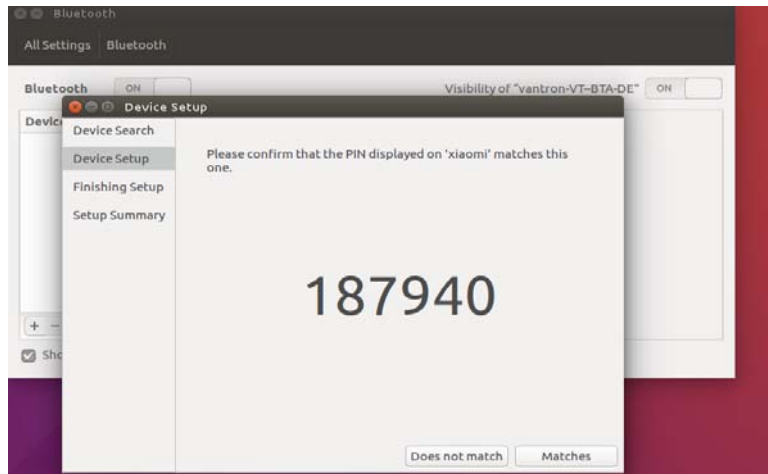 Bluetooth
All Settings Bluetooth
Bluetooth ON Visibility of “vantron-VT–BTA-DE” ON
Device Setup
Device Search
Device Setup
Please confirm that the PIN displayed on 'xiaomi' matches this
one.
Finishing Setup
Setup Summary
187940
Does not match Matches